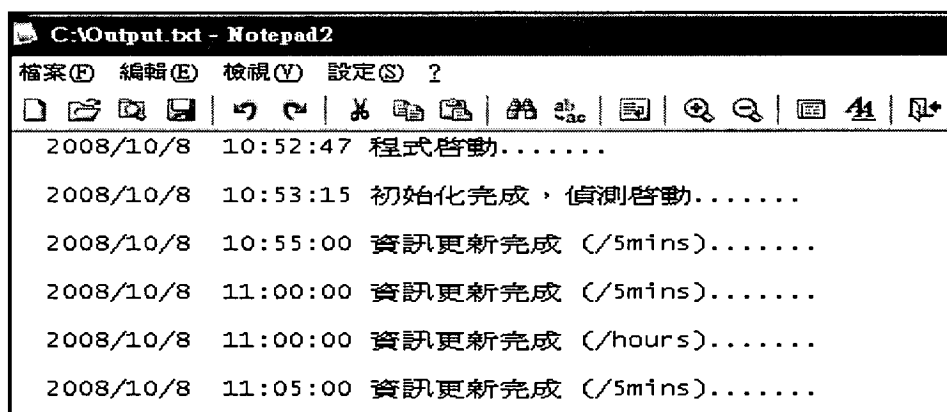 C:\Output.txt - Notepad2
檔案(F) 編輯(E) 檢視(V) 設定(S) ?
2008/10/8 10:52:47 程式啓動.......
2008/10/8 10:53:15 初始化完成，偵測啓動.......
2008/10/8 10:55:00 資訊更新完成 (/5mins).......
2008/10/8 11:00:00 資訊更新完成 (/5mins).......
2008/10/8 11:00:00 資訊更新完成 (/hours).......
2008/10/8 11:05:00 資訊更新完成 (/5mins).......